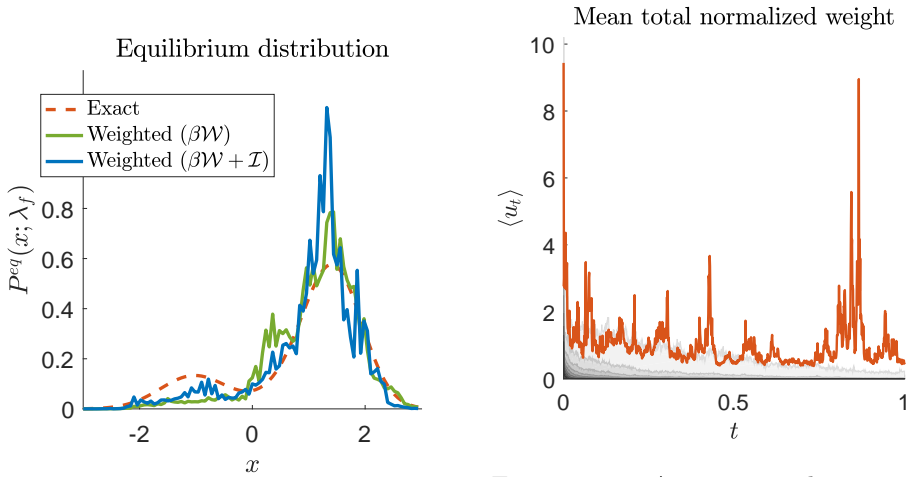 Equilibrium distribution
Exact
Weighted (βW)
Weighted (βW + I)
P^{eq}(x; λ_f)
0.8
0.6
0.4
0.2
0
-2 0 2
x
Mean total normalized weight
10
8
6
4
2
0
⟨u_t⟩
0 0.5 1
t